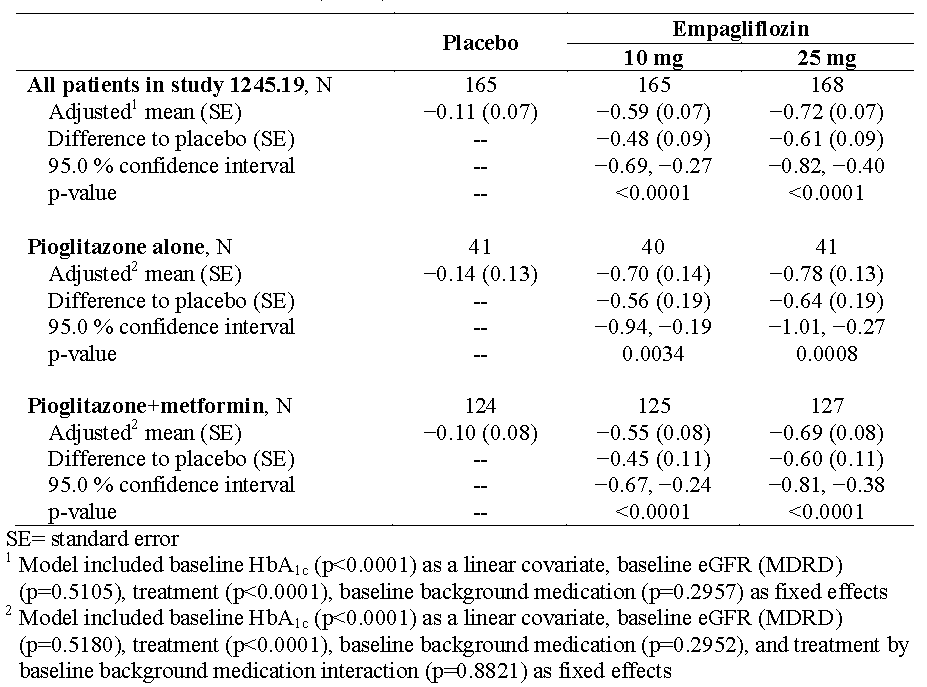 Placebo Empagliflozin
10 mg 25 mg
All patients in study 1245.19, N 165 165 168
Adjusted1 mean (SE) −0.11 (0.07) −0.59 (0.07) −0.72 (0.07)
Difference to placebo (SE) -- −0.48 (0.09) −0.61 (0.09)
95.0 % confidence interval -- −0.69, −0.27 −0.82, −0.40
p-value -- <0.0001 <0.0001
Pioglitazone alone, N 41 40 41
Adjusted2 mean (SE) −0.14 (0.13) −0.70 (0.14) −0.78 (0.13)
Difference to placebo (SE) -- −0.56 (0.19) −0.64 (0.19)
95.0 % confidence interval -- −0.94, −0.19 −1.01, −0.27
p-value -- 0.0034 0.0008
Pioglitazone+metformin, N 124 125 127
Adjusted2 mean (SE) −0.10 (0.08) −0.55 (0.08) −0.69 (0.08)
Difference to placebo (SE) -- −0.45 (0.11) −0.60 (0.11)
95.0 % confidence interval -- −0.67, −0.24 −0.81, −0.38
p-value -- <0.0001 <0.0001
SE= standard error
1 Model included baseline HbA1c (p<0.0001) as a linear covariate, baseline eGFR (MDRD)
(p=0.5105), treatment (p<0.0001), baseline background medication (p=0.2957) as fixed effects
2 Model included baseline HbA1c (p<0.0001) as a linear covariate, baseline eGFR (MDRD)
(p=0.5180), treatment (p<0.0001), baseline background medication (p=0.2952), and treatment by
baseline background medication interaction (p=0.8821) as fixed effects